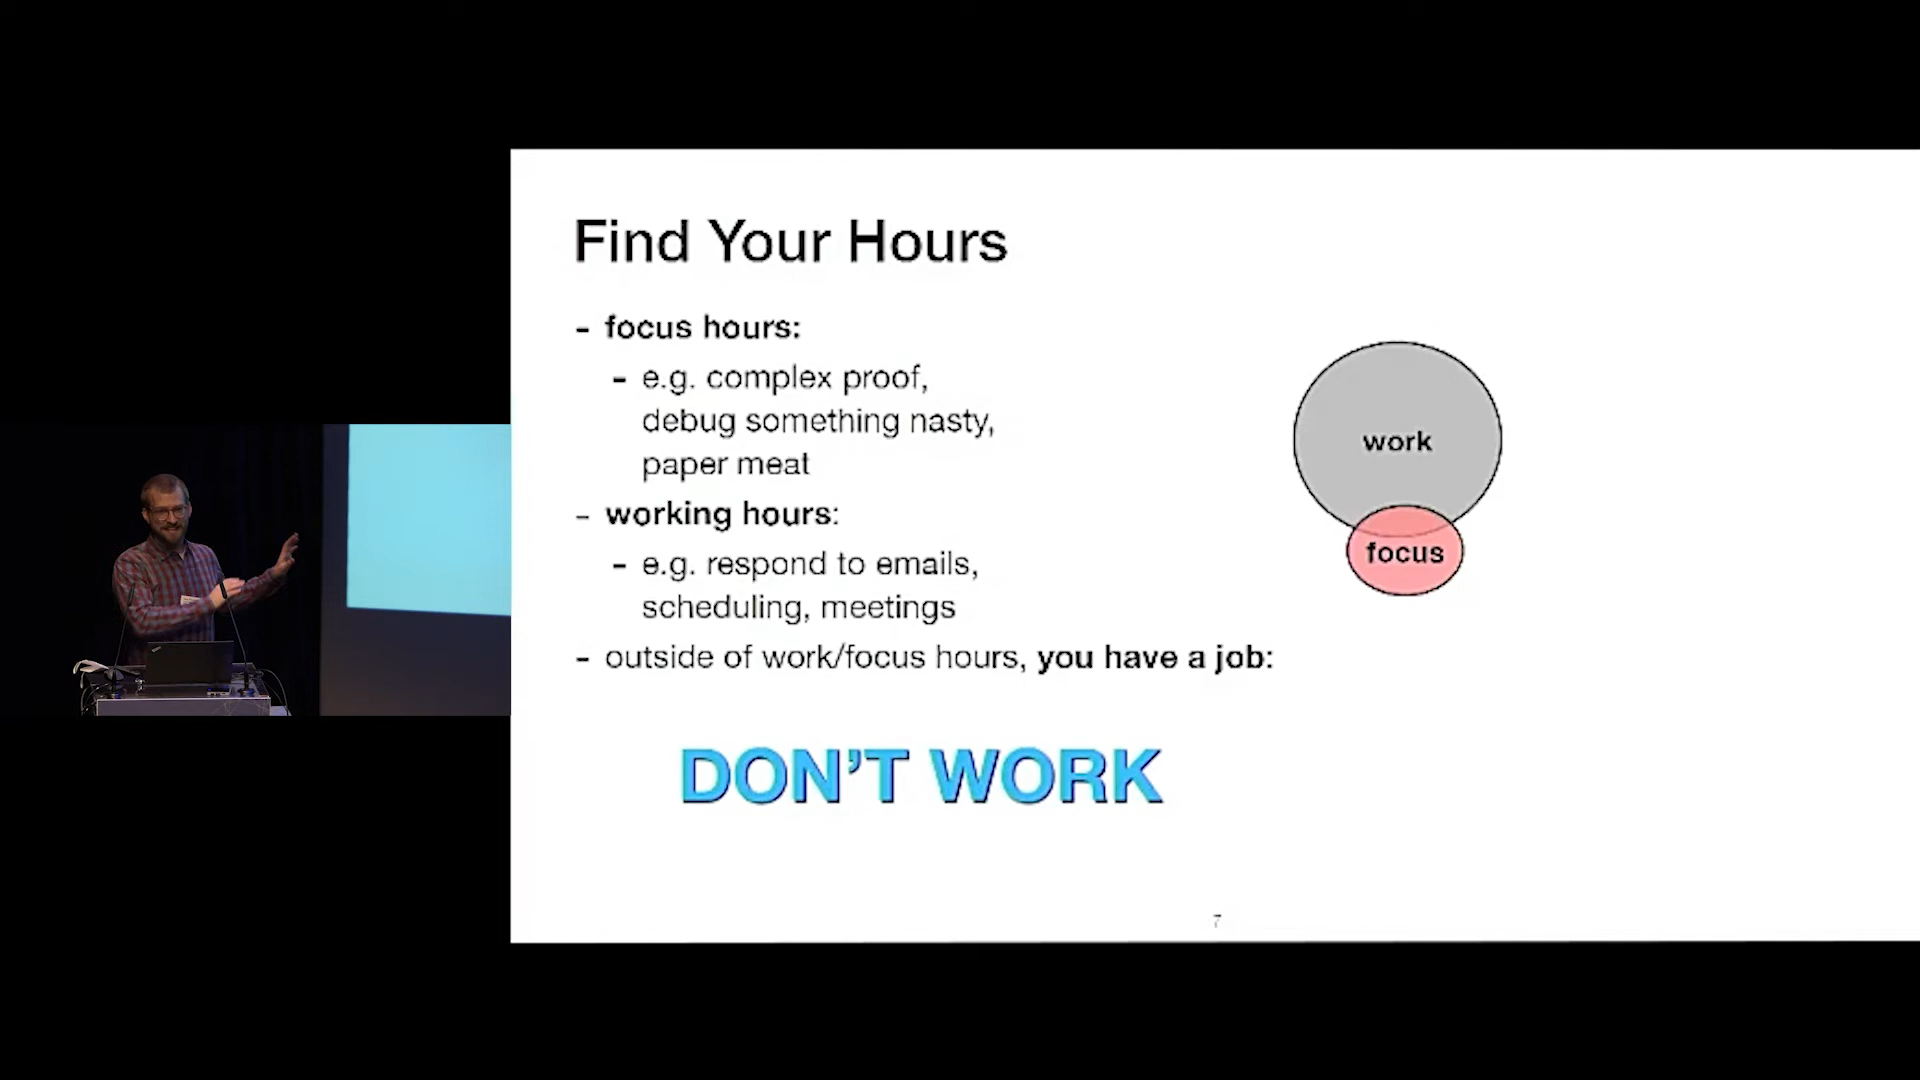 Find Your Hours
- focus hours:
- e.g. complex proof,
debug something nasty,
paper meat
- working hours:
- e.g. respond to emails,
scheduling, meetings
- outside of work/focus hours, you have a job:
DON'T WORK
work
focus
7